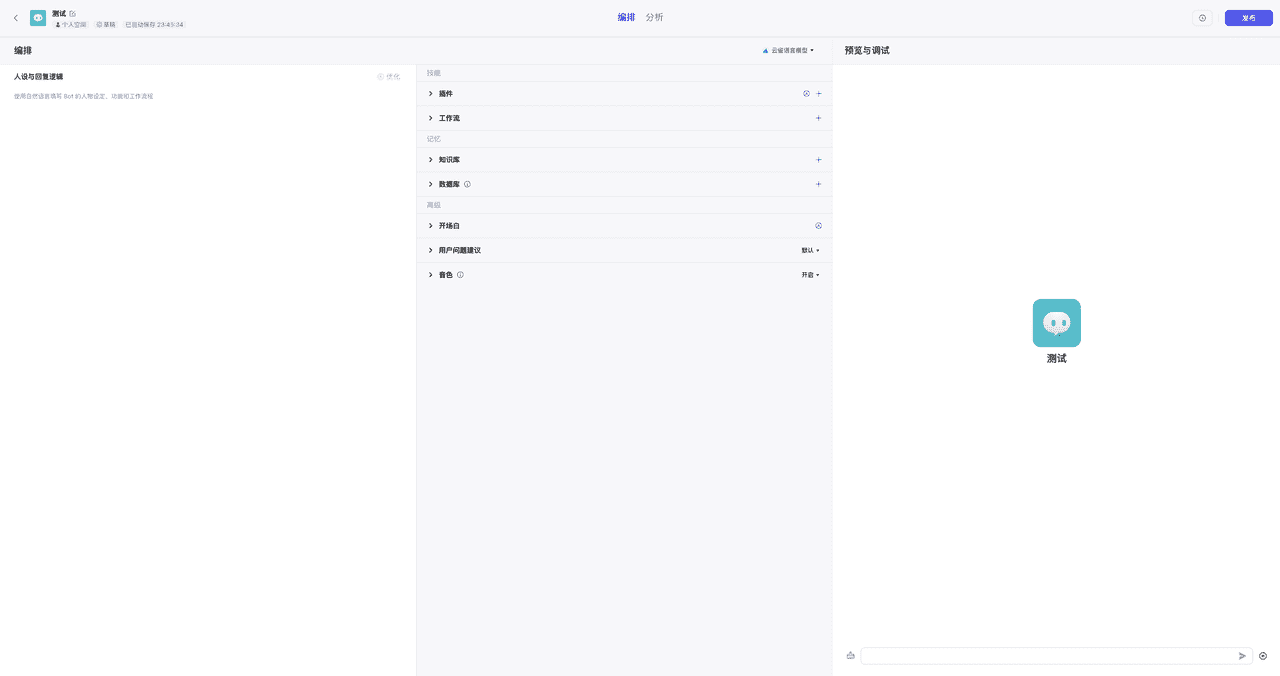 测试
个人空间 草稿 已自动保存 23:45:34
编排 分析
发布
编排
云雀语言模型
预览与调试
人设与回复逻辑
优化
使用自然语言填写 Bot 的人物设定、功能和工作流程
技能
插件
工作流
记忆
知识库
数据库
高级
开场白
用户问题建议 默认
音色 开启
测试